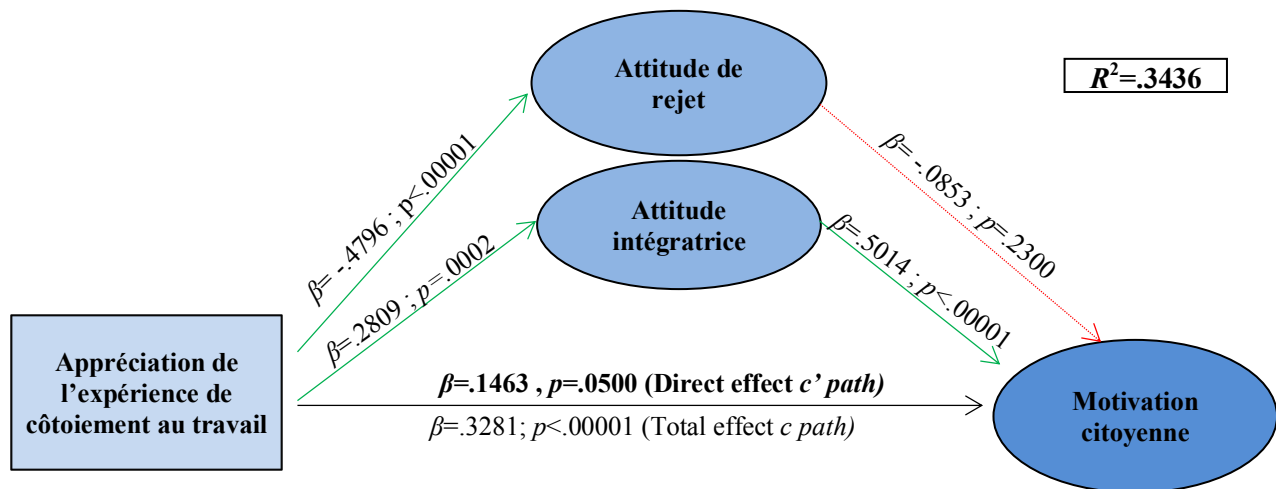 Attitude de
rejet
R²=.3436
β= -.4796 ; p<.00001
β= -.0853 ; p=.2300
Attitude
intégratrice
β=.2809 ; p=.0002
β=.5014 ; p<.00001
Appréciation de
l’expérience de
côtoiement au travail
β=.1463 , p=.0500 (Direct effect c’ path)
β=.3281; p<.00001 (Total effect c path)
Motivation
citoyenne